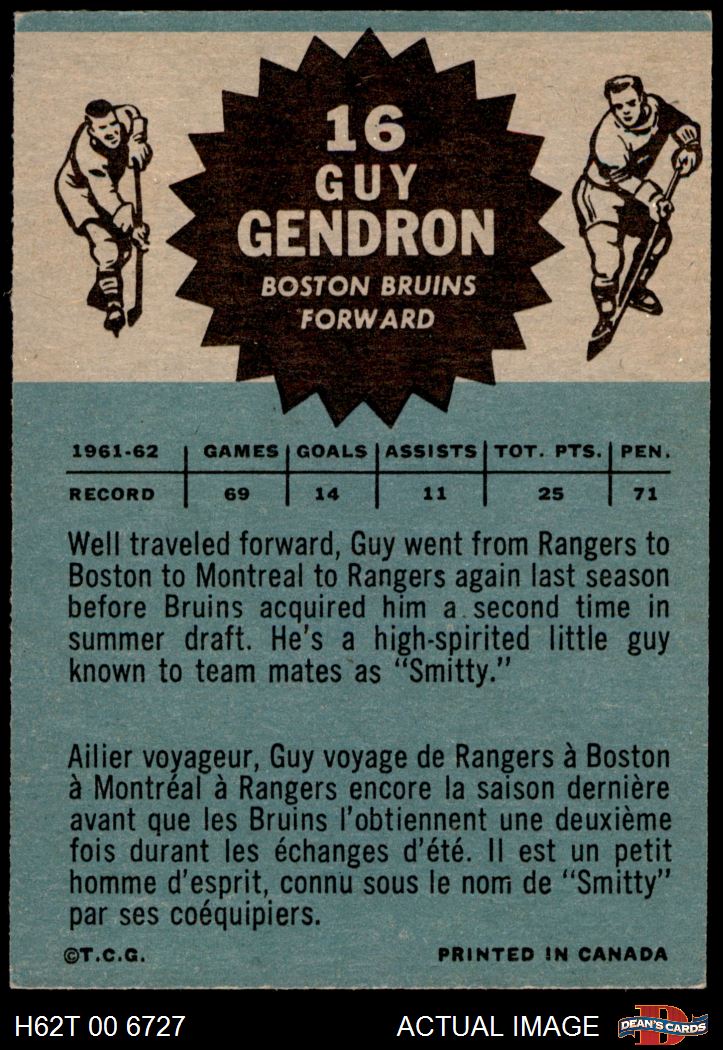 16
GUY
GENDRON
BOSTON BRUINS
FORWARD
1961-62 GAMES GOALS ASSISTS TOT. PTS. PEN.
RECORD 69 14 11 25 71
Well traveled forward, Guy went from Rangers to
Boston to Montreal to Rangers again last season
before Bruins acquired him a second time in
summer draft. He's a high-spirited little guy
known to team mates as "Smitty."
Ailier voyageur, Guy voyage de Rangers à Boston
à Montréal à Rangers encore la saison dernière
avant que les Bruins l'obtiennent une deuxième
fois durant les échanges d'été. Il est un petit
homme d'esprit, connu sous le nom de "Smitty"
par ses coéquipiers.
©T.C.G. PRINTED IN CANADA
H62T 00 6727 ACTUAL IMAGE D DEAN'S CARDS